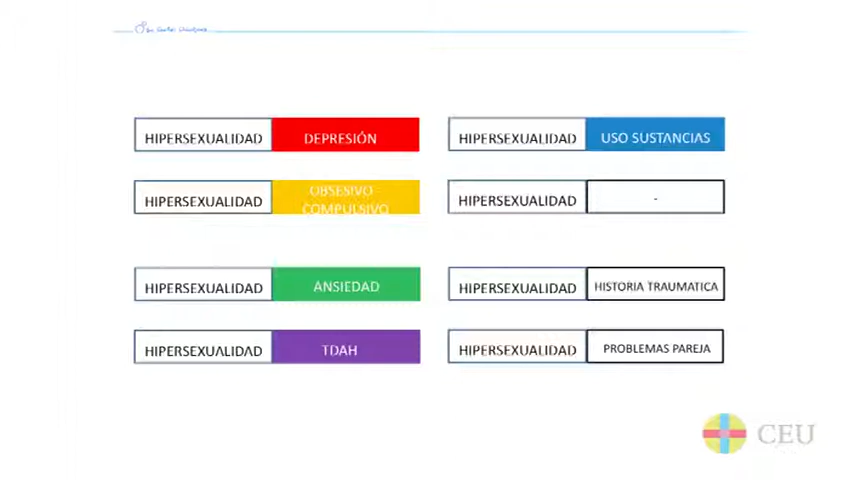 HIPERSEXUALIDAD DEPRESIÓN
HIPERSEXUALIDAD USO SUSTANCIAS
HIPERSEXUALIDAD OBSESIVO
COMPULSIVO
HIPERSEXUALIDAD -
HIPERSEXUALIDAD ANSIEDAD
HIPERSEXUALIDAD HISTORIA TRAUMATICA
HIPERSEXUALIDAD TDAH
HIPERSEXUALIDAD PROBLEMAS PAREJA
CEU